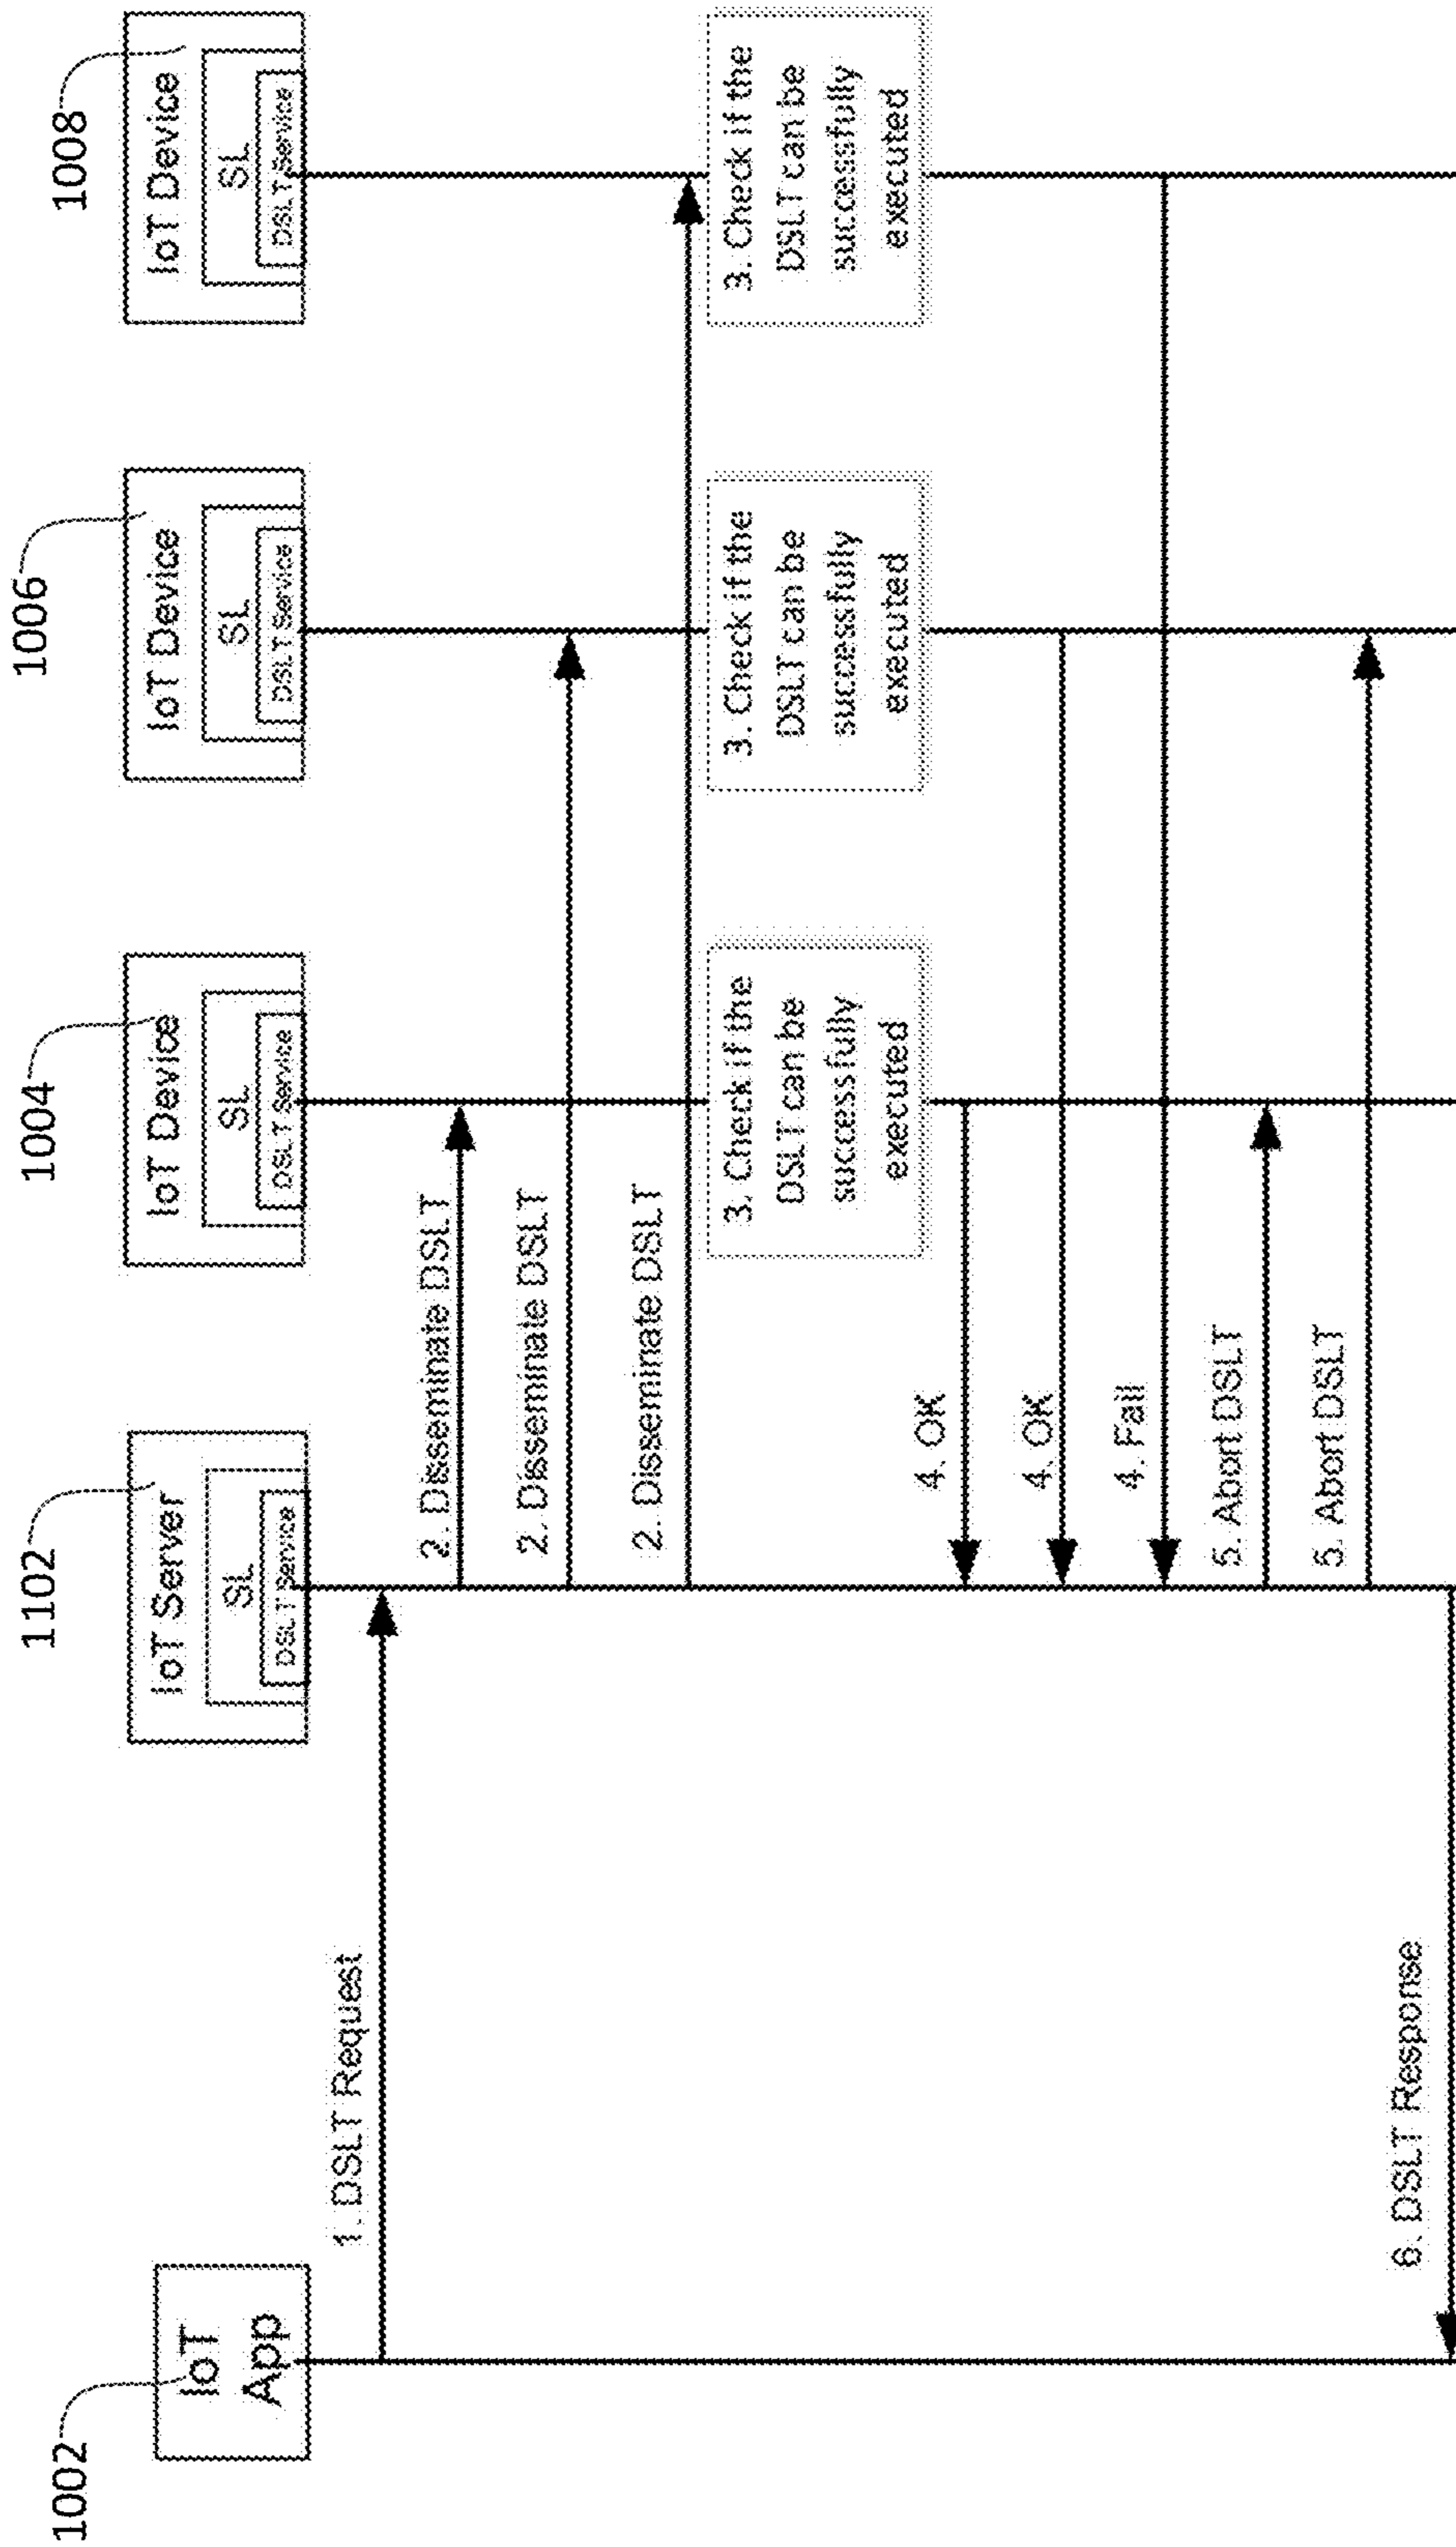 1002
IoT
App
1102
IoT Server
SL
DSLT Service
1004
IoT Device
SL
DSLT Service
1006
IoT Device
SL
DSLT Service
1008
IoT Device
SL
DSLT Service
1. DSLT Request
2. Disseminate DSLT
2. Disseminate DSLT
2. Disseminate DSLT
3. Check if the
DSLT can be
successfully
executed
3. Check if the
DSLT can be
successfully
executed
3. Check if the
DSLT can be
successfully
executed
4. OK
4. OK
4. Fail
5. Abort DSLT
5. Abort DSLT
6. DSLT Response